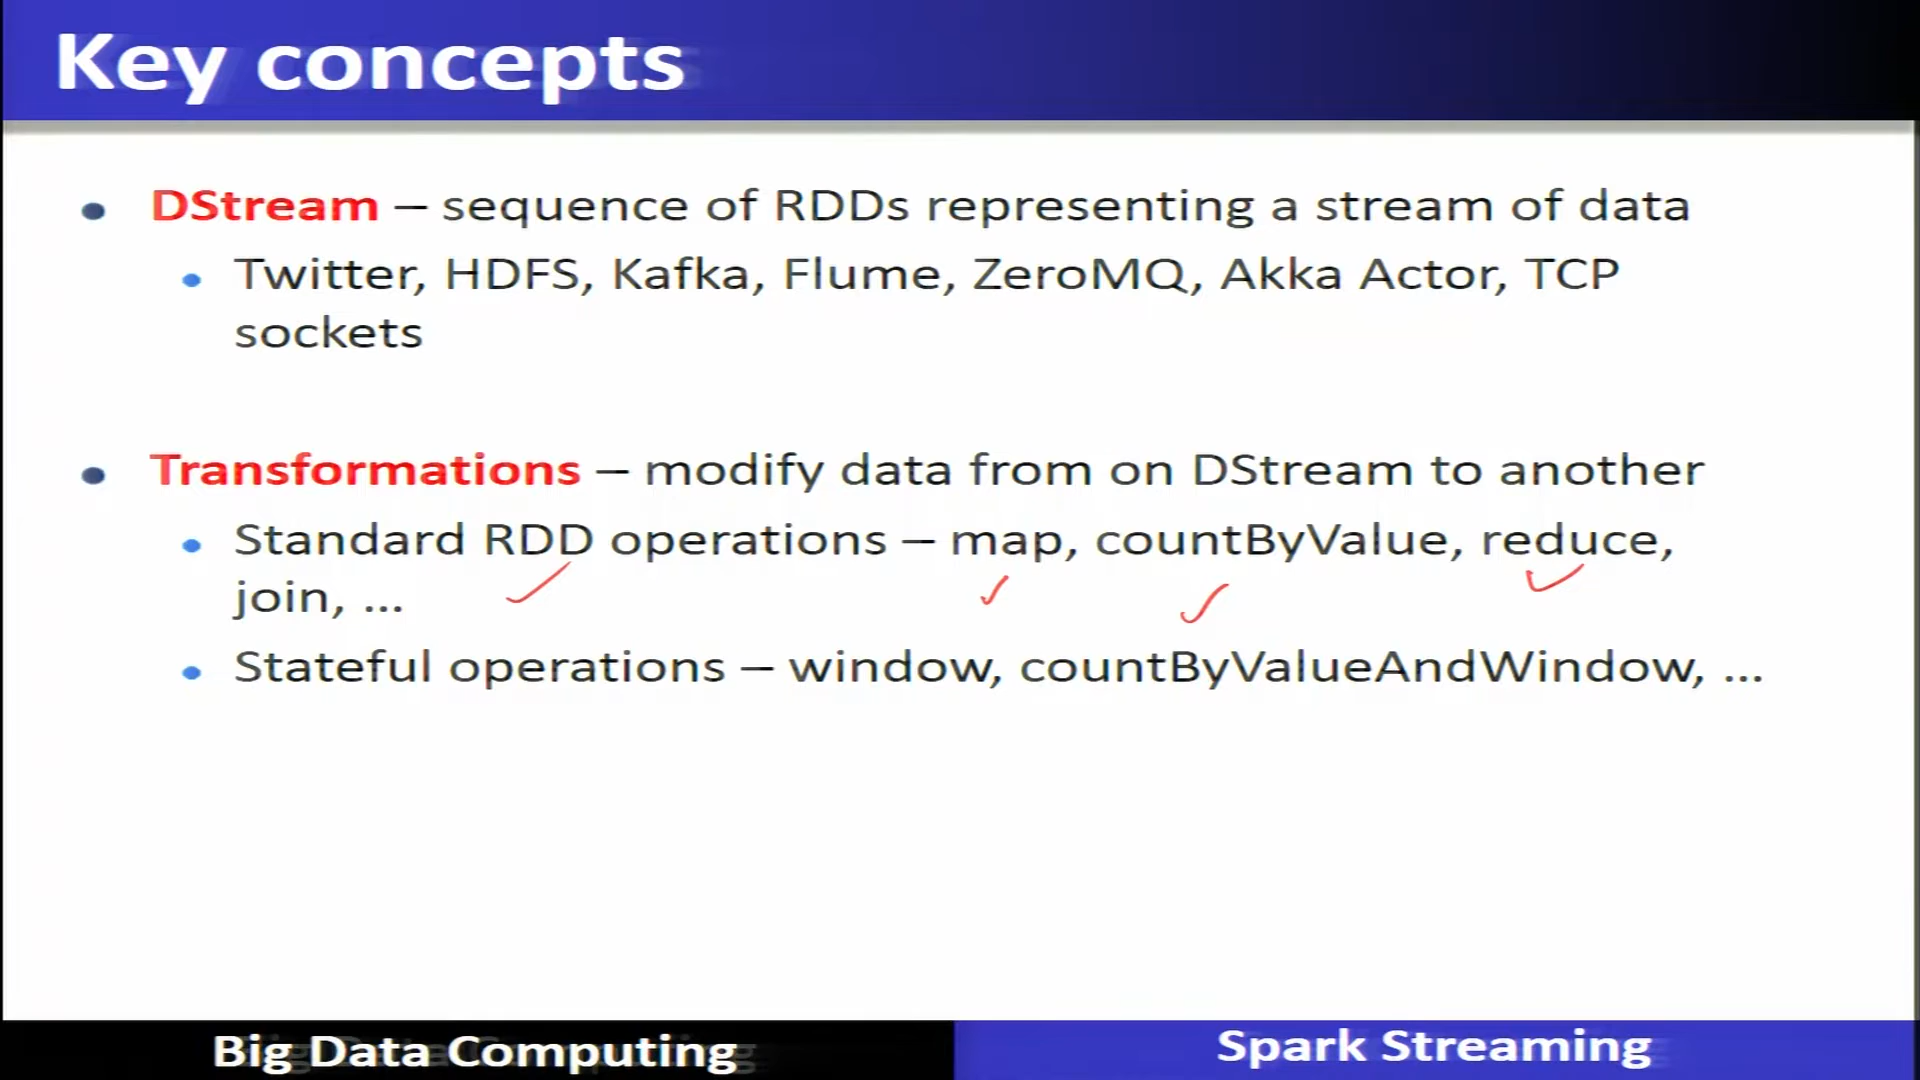 Key concepts
• DStream – sequence of RDDs representing a stream of data
• Twitter, HDFS, Kafka, Flume, ZeroMQ, Akka Actor, TCP
sockets
• Transformations – modify data from on DStream to another
• Standard RDD operations – map, countByValue, reduce,
join, ...
• Stateful operations – window, countByValueAndWindow, ...
Big Data Computing
Spark Streaming